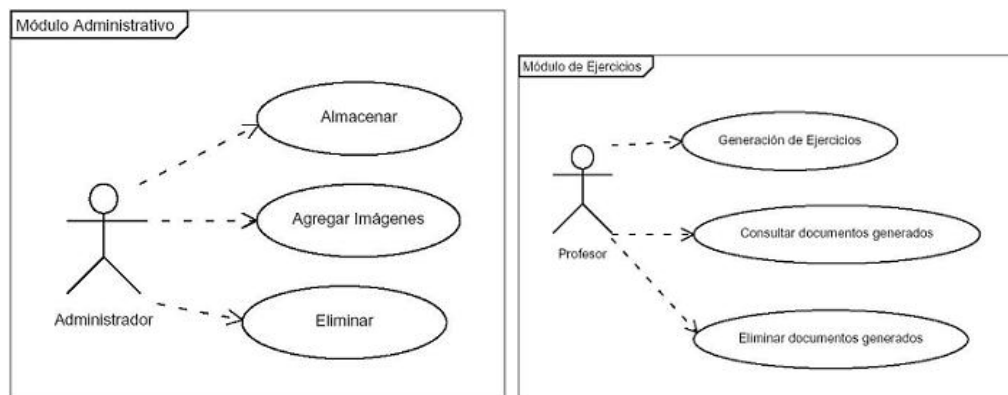 Módulo Administrativo
Almacenar
Agregar Imágenes
Eliminar
Administrador
Módulo de Ejercicios
Generación de Ejercicios
Consultar documentos generados
Profesor
Eliminar documentos generados